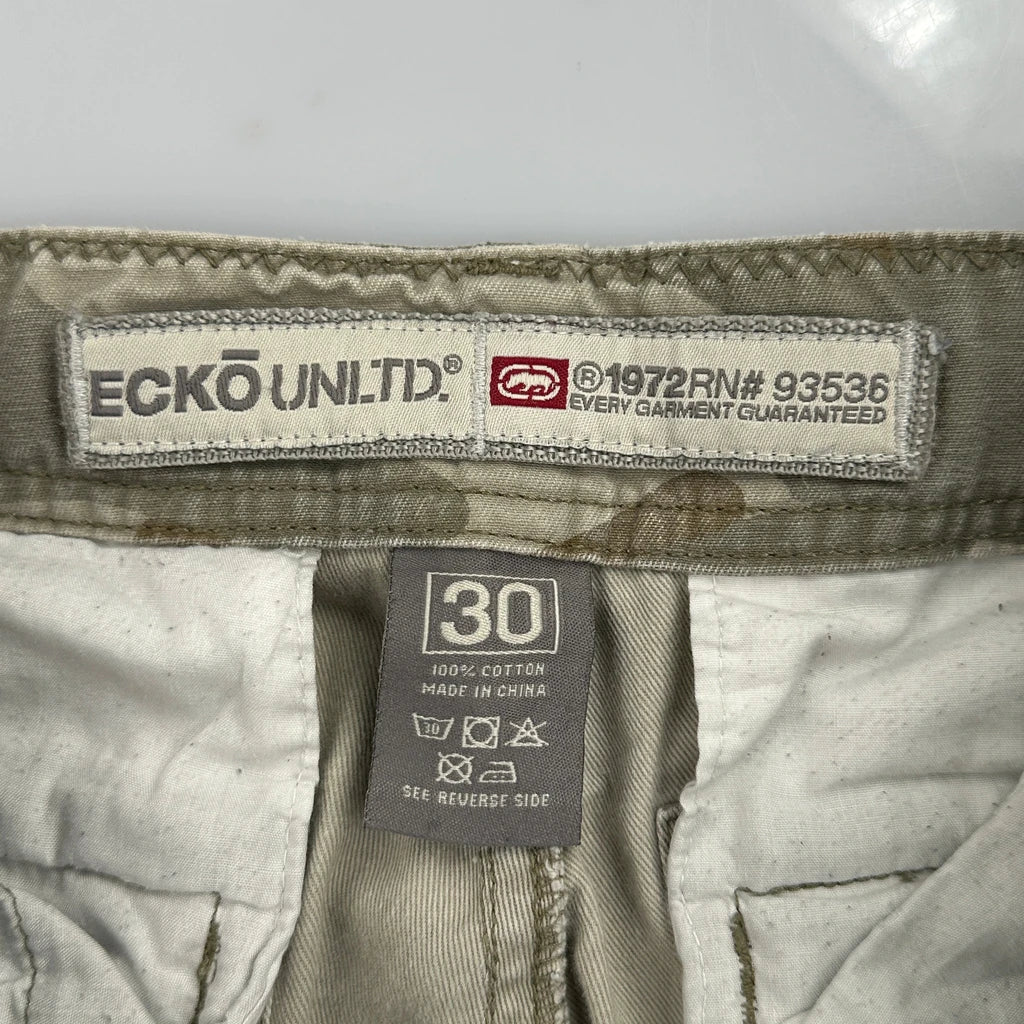 ECKŌ UNLTD.®
®1972RN# 93536
EVERY GARMENT GUARANTEED
30
100% COTTON
MADE IN CHINA
30
SEE REVERSE SIDE